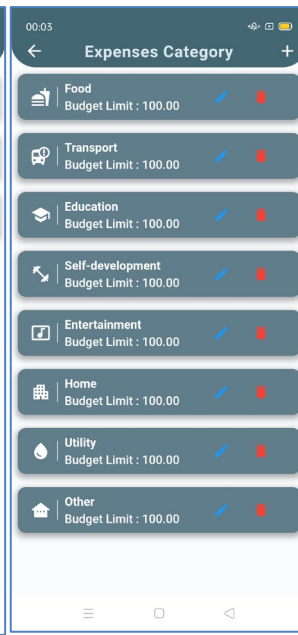 00:03
Expenses Category
Food
Budget Limit : 100.00
Transport
Budget Limit : 100.00
Education
Budget Limit : 100.00
Self-development
Budget Limit : 100.00
Entertainment
Budget Limit : 100.00
Home
Budget Limit : 100.00
Utility
Budget Limit : 100.00
Other
Budget Limit : 100.00